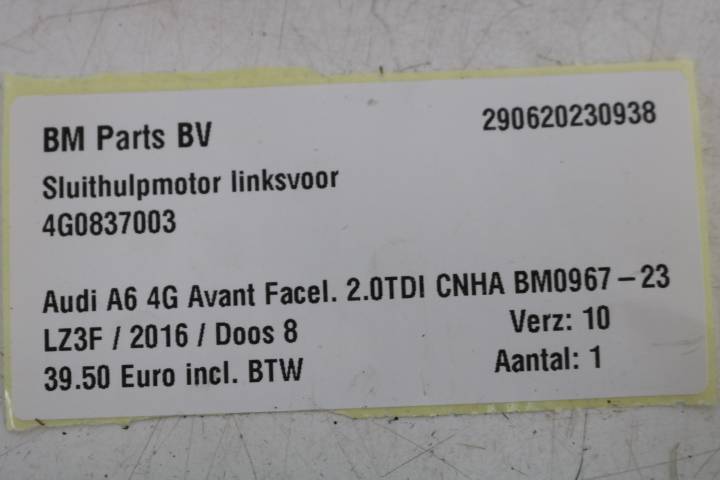 BM Parts BV 290620230938
Sluithulpmotor linksvoor
4G0837003
Audi A6 4G Avant Facel. 2.0TDI CNHA BM0967-23
LZ3F / 2016 / Doos 8 Verz: 10
39.50 Euro incl. BTW Aantal: 1